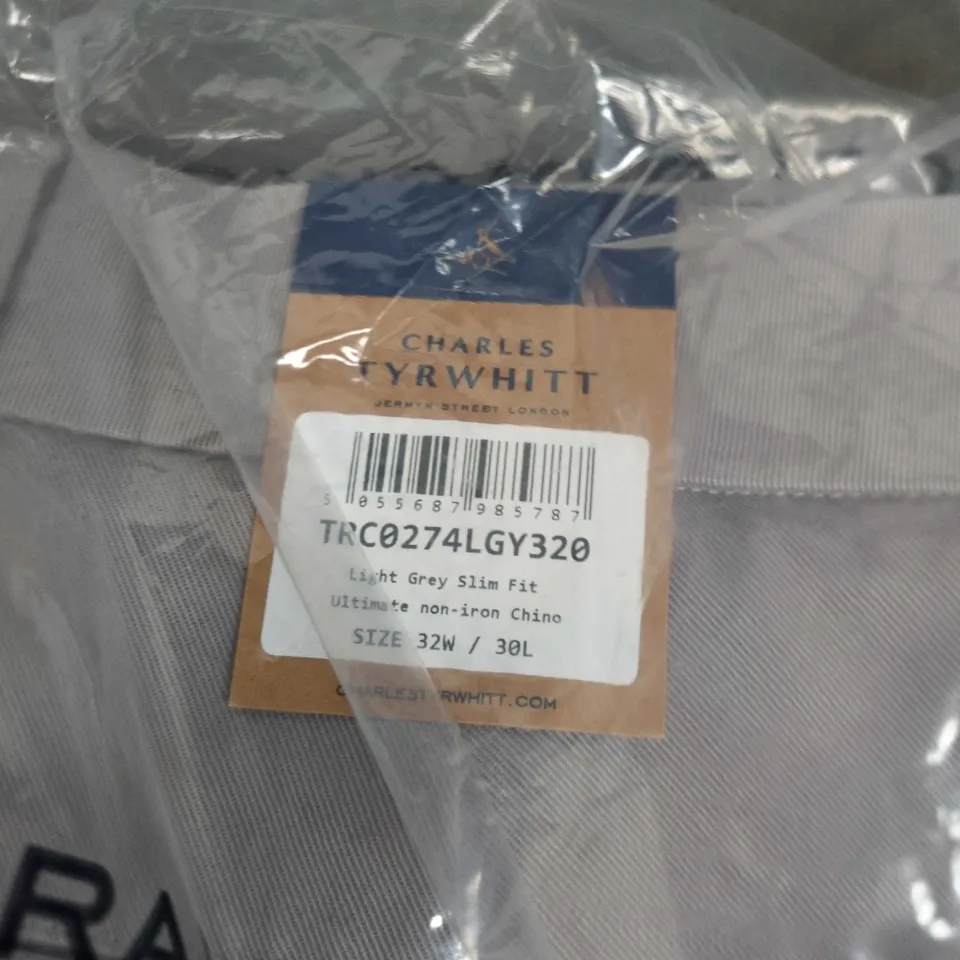 CHARLES
TYRWHITT
JERMYN STREET LONDON
5 055687 985787
TRC0274LGY320
Light Grey Slim Fit
Ultimate non-iron Chino
SIZE 32W / 30L
CHARLESTYRWHITT.COM
RA